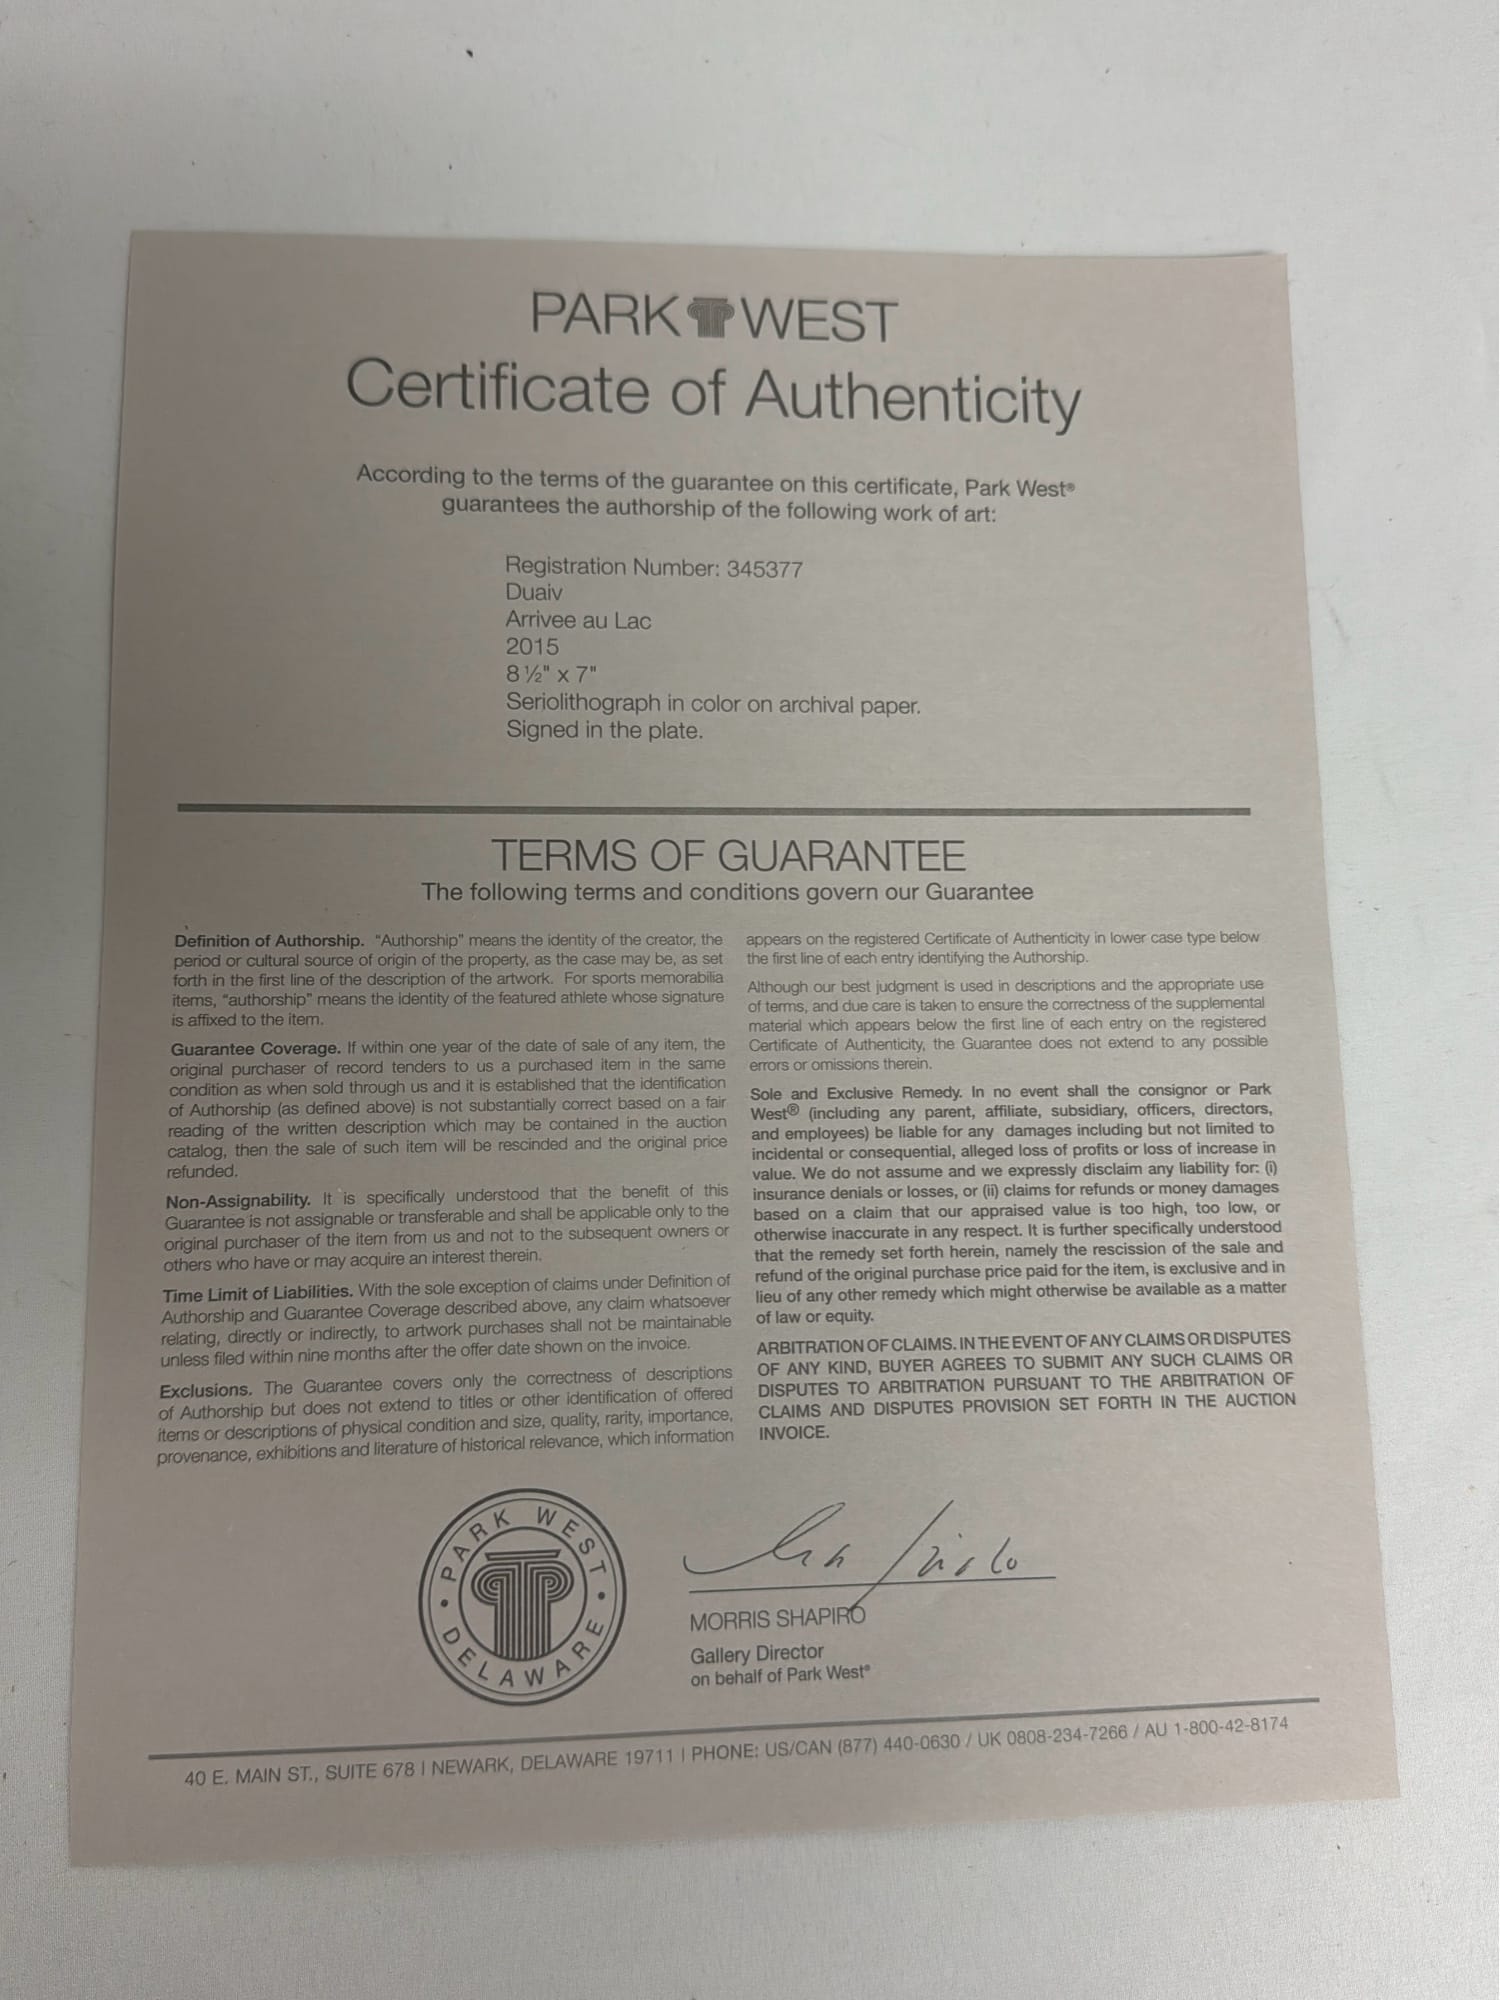 PARK WEST
Certificate of Authenticity
According to the terms of the guarantee on this certificate, Park West®
guarantees the authorship of the following work of art:
Registration Number: 345377
Duaiv
Arrivee au Lac
2015
8 ½" x 7"
Seriolithograph in color on archival paper.
Signed in the plate.
TERMS OF GUARANTEE
The following terms and conditions govern our Guarantee
Definition of Authorship. “Authorship” means the identity of the creator, the
period or cultural source of origin of the property, as the case may be, as set
forth in the first line of the description of the artwork. For sports memorabilia
items, “authorship” means the identity of the featured athlete whose signature
is affixed to the item.
Guarantee Coverage. If within one year of the date of sale of any item, the
original purchaser of record tenders to us a purchased item in the same
condition as when sold through us and it is established that the identification
of Authorship (as defined above) is not substantially correct based on a fair
reading of the written description which may be contained in the auction
catalog, then the sale of such item will be rescinded and the original price
refunded.
Non-Assignability. It is specifically understood that the benefit of this
Guarantee is not assignable or transferable and shall be applicable only to the
original purchaser of the item from us and not to the subsequent owners or
others who have or may acquire an interest therein.
Time Limit of Liabilities. With the sole exception of claims under Definition of
Authorship and Guarantee Coverage described above, any claim whatsoever
relating, directly or indirectly, to artwork purchases shall not be maintainable
unless filed within nine months after the offer date shown on the invoice.
Exclusions. The Guarantee covers only the correctness of descriptions
of Authorship but does not extend to titles or other identification of offered
items or descriptions of physical condition and size, quality, rarity, importance,
provenance, exhibitions and literature of historical relevance, which information
appears on the registered Certificate of Authenticity in lower case type below
the first line of each entry identifying the Authorship.
Although our best judgment is used in descriptions and the appropriate use
of terms, and due care is taken to ensure the correctness of the supplemental
material which appears below the first line of each entry on the registered
Certificate of Authenticity, the Guarantee does not extend to any possible
errors or omissions therein.
Sole and Exclusive Remedy. In no event shall the consignor or Park
West® (including any parent, affiliate, subsidiary, officers, directors,
and employees) be liable for any damages including but not limited to
incidental or consequential, alleged loss of profits or loss of increase in
value. We do not assume and we expressly disclaim any liability for: (i)
insurance denials or losses, or (ii) claims for refunds or money damages
based on a claim that our appraised value is too high, too low, or
otherwise inaccurate in any respect. It is further specifically understood
that the remedy set forth herein, namely the rescission of the sale and
refund of the original purchase price paid for the item, is exclusive and in
lieu of any other remedy which might otherwise be available as a matter
of law or equity.
ARBITRATION OF CLAIMS. IN THE EVENT OF ANY CLAIMS OR DISPUTES
OF ANY KIND, BUYER AGREES TO SUBMIT ANY SUCH CLAIMS OR
DISPUTES TO ARBITRATION PURSUANT TO THE ARBITRATION OF
CLAIMS AND DISPUTES PROVISION SET FORTH IN THE AUCTION
INVOICE.
PARK WEST
• DELAWARE •
MORRIS SHAPIRO
Gallery Director
on behalf of Park West®
40 E. MAIN ST., SUITE 678 | NEWARK, DELAWARE 19711 | PHONE: US/CAN (877) 440-0630 / UK 0808-234-7266 / AU 1-800-42-8174